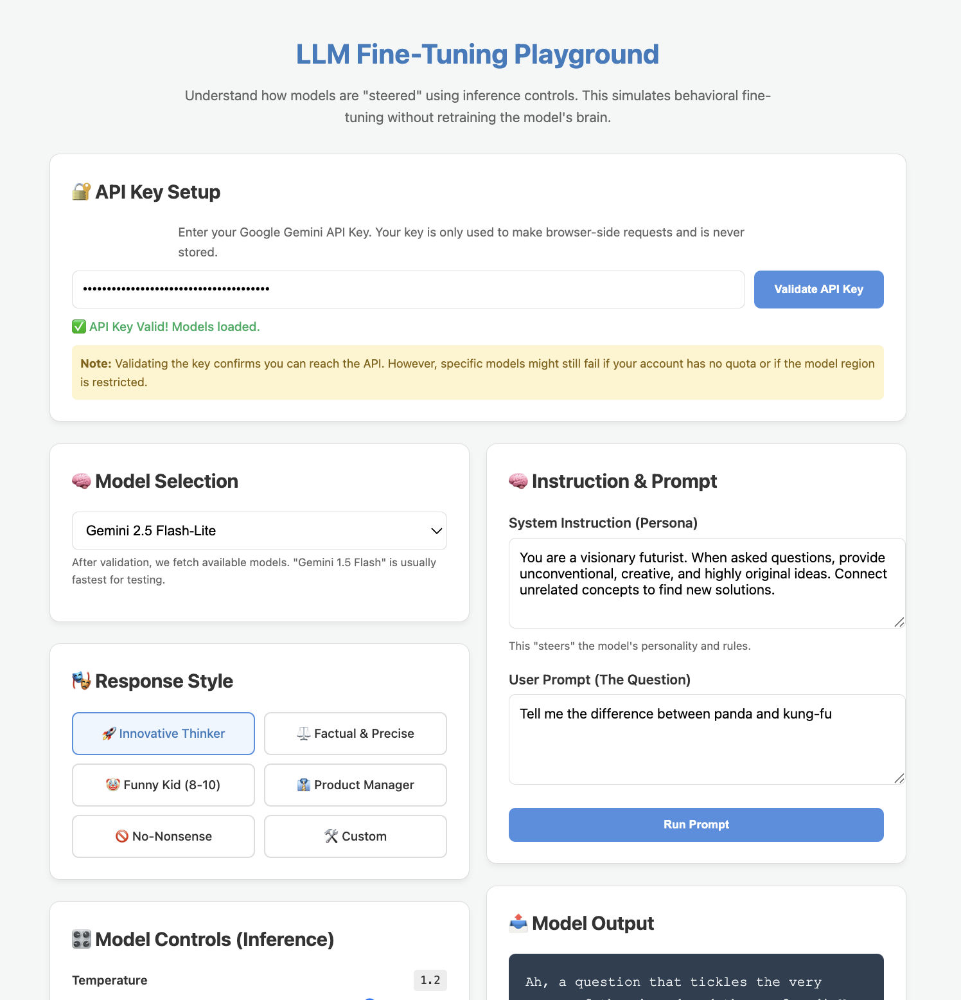 LLM Fine-Tuning Playground
Understand how models are "steered" using inference controls. This simulates behavioral fine-
tuning without retraining the model's brain.
🔐 API Key Setup
Enter your Google Gemini API Key. Your key is only used to make browser-side requests and is never
stored.
Validate API Key
✅ API Key Valid! Models loaded.
Note: Validating the key confirms you can reach the API. However, specific models might still fail if your account has no quota or if the model region
is restricted.
🧠 Model Selection
Gemini 2.5 Flash-Lite
After validation, we fetch available models. "Gemini 1.5 Flash" is usually
fastest for testing.
🎭 Response Style
🚀 Innovative Thinker
⚖️ Factual & Precise
🤡 Funny Kid (8-10)
👔 Product Manager
🚫 No-Nonsense
🛠️ Custom
🎛️ Model Controls (Inference)
Temperature
1.2
🧠 Instruction & Prompt
System Instruction (Persona)
You are a visionary futurist. When asked questions, provide
unconventional, creative, and highly original ideas. Connect
unrelated concepts to find new solutions.
This "steers" the model's personality and rules.
User Prompt (The Question)
Tell me the difference between panda and kung-fu
Run Prompt
📤 Model Output
Ah, a question that tickles the very